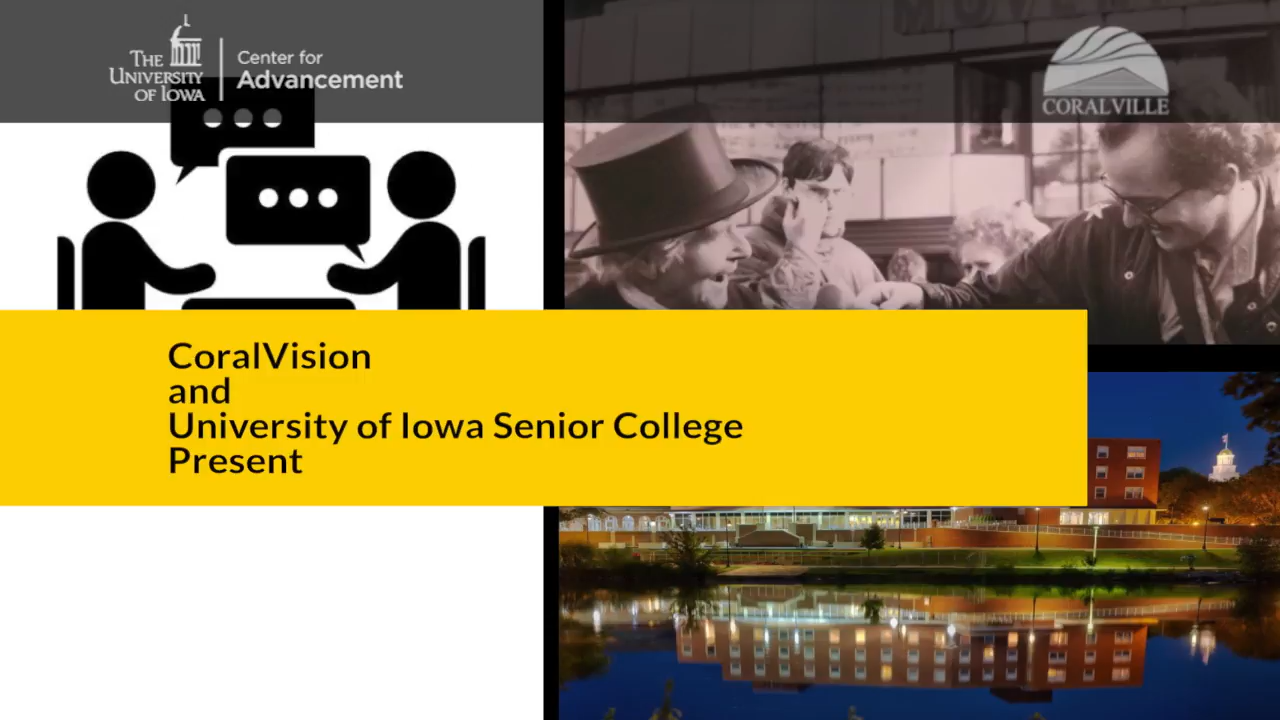 THE
UNIVERSITY
OF IOWA
Center for
Advancement
CORALVILLE
CoralVision
and
University of Iowa Senior College
Present